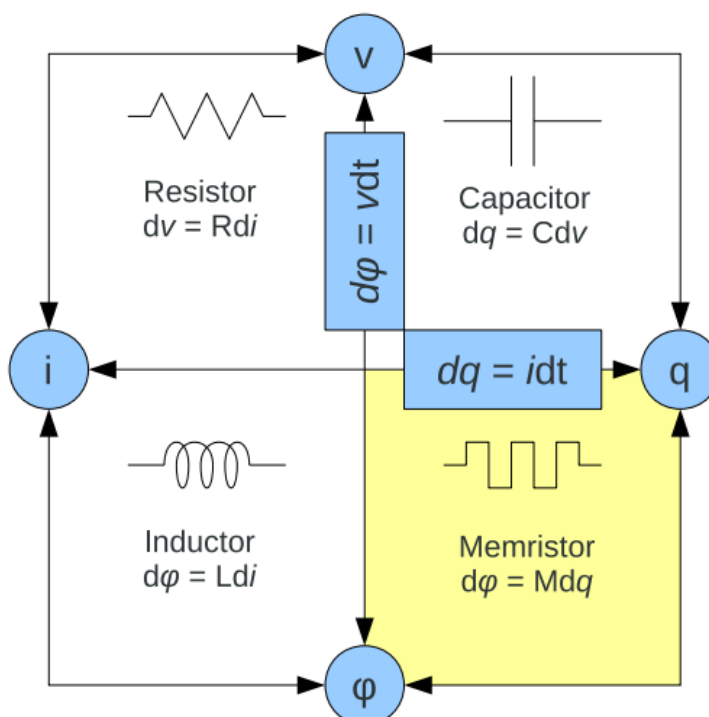 v
Resistor
dv = Rdi
dφ = vdt
Capacitor
dq = Cdv
i
dq = idt
q
Inductor
dφ = Ldi
Memristor
dφ = Mdq
φ